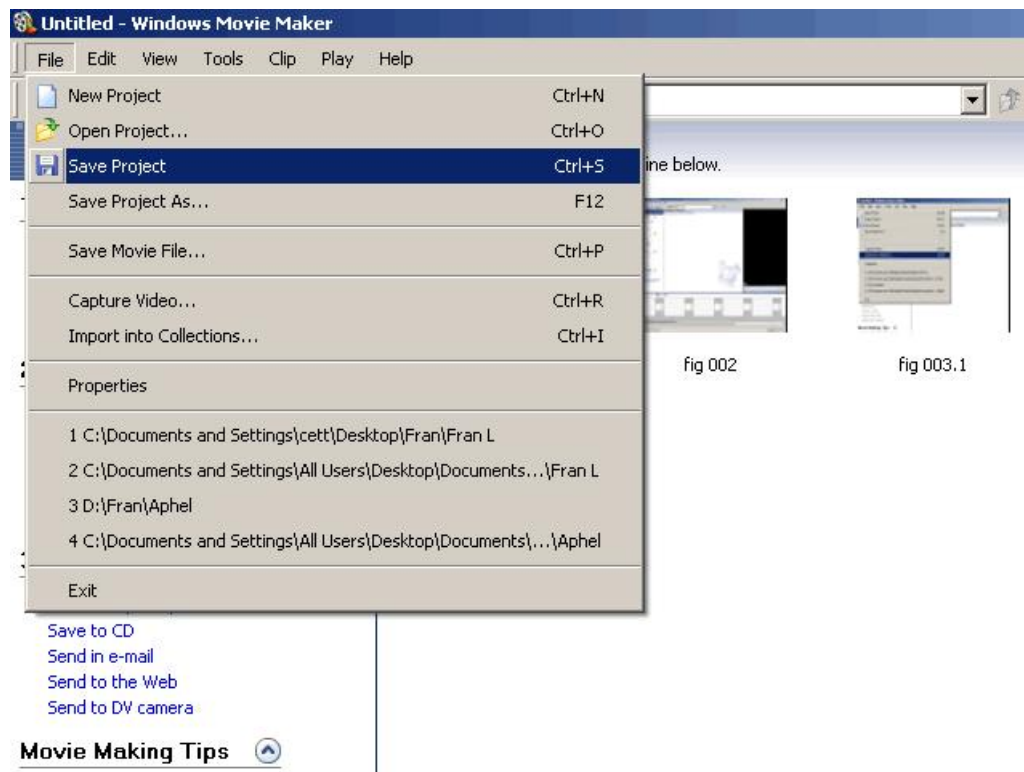 Untitled - Windows Movie Maker
File Edit View Tools Clip Play Help
New Project Ctrl+N
Open Project... Ctrl+O
Save Project Ctrl+S
Save Project As... F12
Save Movie File... Ctrl+P
Capture Video... Ctrl+R
Import into Collections... Ctrl+I
Properties
1 C:\Documents and Settings\cett\Desktop\Fran\Fran L
2 C:\Documents and Settings\All Users\Desktop\Documents...\Fran L
3 D:\Fran\Aphel
4 C:\Documents and Settings\All Users\Desktop\Documents\...\Aphel
Exit
ine below.
fig 002
fig 003.1
Save to CD
Send in e-mail
Send to the Web
Send to DV camera
Movie Making Tips